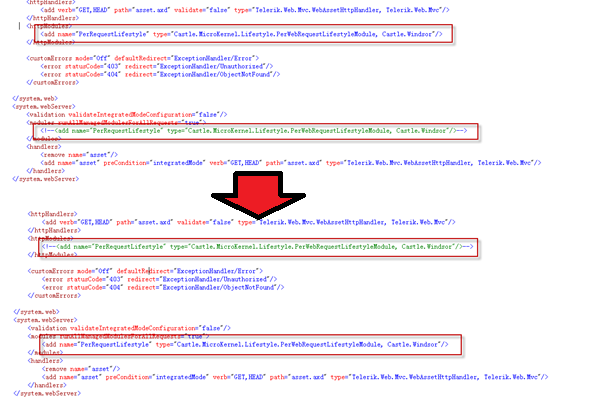 <httpHandlers>
<add verb="GET,HEAD" path="asset.axd" validate="false" type="Telerik.Web.Mvc.WebAssetHttpHandler, Telerik.Web.Mvc"/>
</httpHandlers>
<httpModules>
<add name="PerRequestLifestyle" type="Castle.MicroKernel.Lifestyle.PerWebRequestLifestyleModule, Castle.Windsor"/>
</httpModules>
<customErrors mode="Off" defaultRedirect="ExceptionHandler/Error">
<error statusCode="403" redirect="ExceptionHandler/Unauthorized"/>
<error statusCode="404" redirect="ExceptionHandler/ObjectNotFound"/>
</customErrors>
</system.web>
<system.webServer>
<validation validateIntegratedModeConfiguration="false"/>
<modules runAllManagedModulesForAllRequests="true">
<!--<add name="PerRequestLifestyle" type="Castle.MicroKernel.Lifestyle.PerWebRequestLifestyleModule, Castle.Windsor"/>-->
</modules>
<handlers>
<remove name="asset"/>
<add name="asset" preCondition="integratedMode" verb="GET,HEAD" path="asset.axd" type="Telerik.Web.Mvc.WebAssetHttpHandler, Telerik.Web.Mvc"/>
</handlers>
</system.webServer>
<httpHandlers>
<add verb="GET,HEAD" path="asset.axd" validate="false" type="Telerik.Web.Mvc.WebAssetHttpHandler, Telerik.Web.Mvc"/>
</httpHandlers>
<httpModules>
<!--<add name="PerRequestLifestyle" type="Castle.MicroKernel.Lifestyle.PerWebRequestLifestyleModule, Castle.Windsor"/>-->
</httpModules>
<customErrors mode="Off" defaultRedirect="ExceptionHandler/Error">
<error statusCode="403" redirect="ExceptionHandler/Unauthorized"/>
<error statusCode="404" redirect="ExceptionHandler/ObjectNotFound"/>
</customErrors>
</system.web>
<system.webServer>
<validation validateIntegratedModeConfiguration="false"/>
<modules runAllManagedModulesForAllRequests="true">
<add name="PerRequestLifestyle" type="Castle.MicroKernel.Lifestyle.PerWebRequestLifestyleModule, Castle.Windsor"/>
</modules>
<handlers>
<remove name="asset"/>
<add name="asset" preCondition="integratedMode" verb="GET,HEAD" path="asset.axd" type="Telerik.Web.Mvc.WebAssetHttpHandler, Telerik.Web.Mvc"/>
</handlers>
</system.webServer>